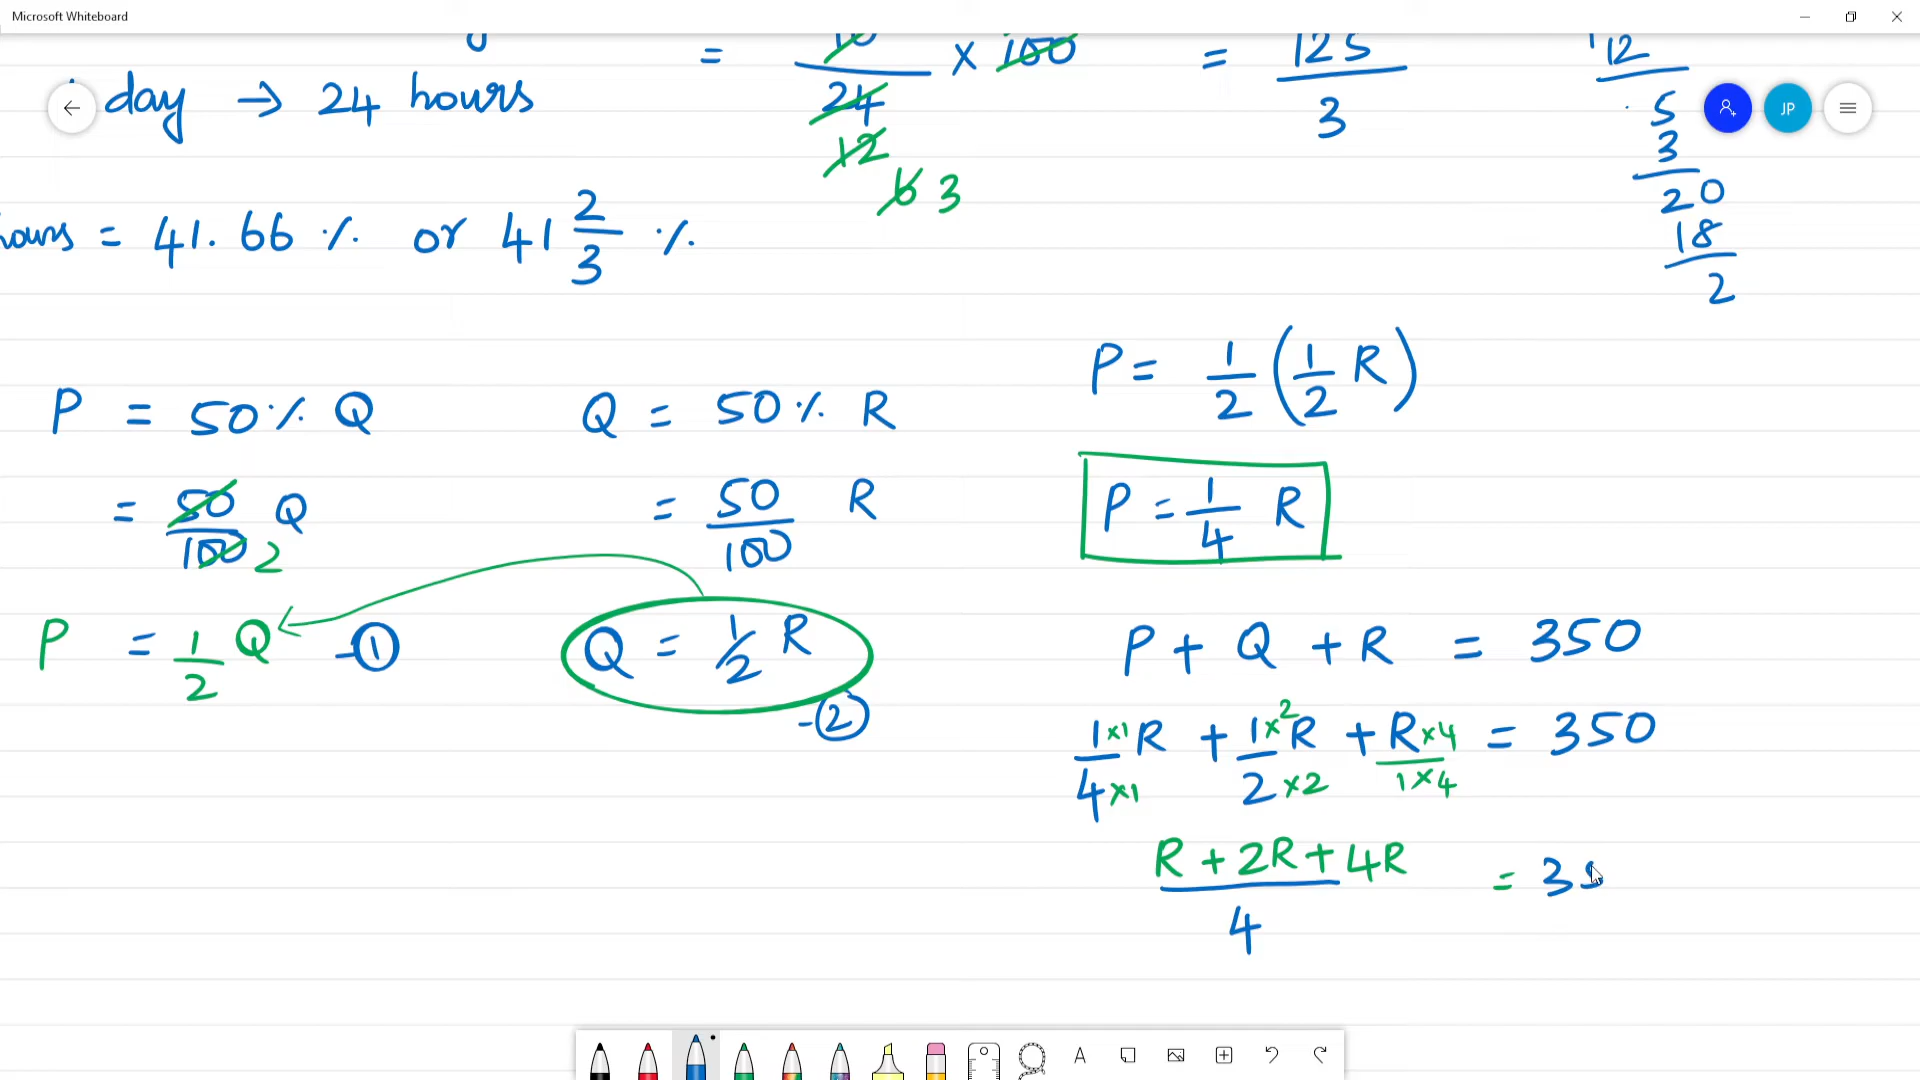 Microsoft Whiteboard
= 10/24 × 100 = 125/3
day → 24 hours
12
6 3
12
5
3
20
18
2
hours = 41.66 % or 41 2/3 %
P = 50% Q
= 50/100 Q
2
P = 1/2 Q -①
Q = 50% R
= 50/100 R
Q = 1/2 R
-②
P = 1/2 (1/2 R)
P = 1/4 R
P + Q + R = 350
1×1/4×1 R + 1×2/2×2 R + R×4/1×4 = 350
R + 2R + 4R / 4 = 35
JP
A